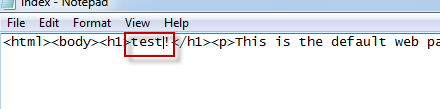 Index - Notepad
File Edit Format View Help
<html><body><h1>test!</h1><p>This is the default web pa